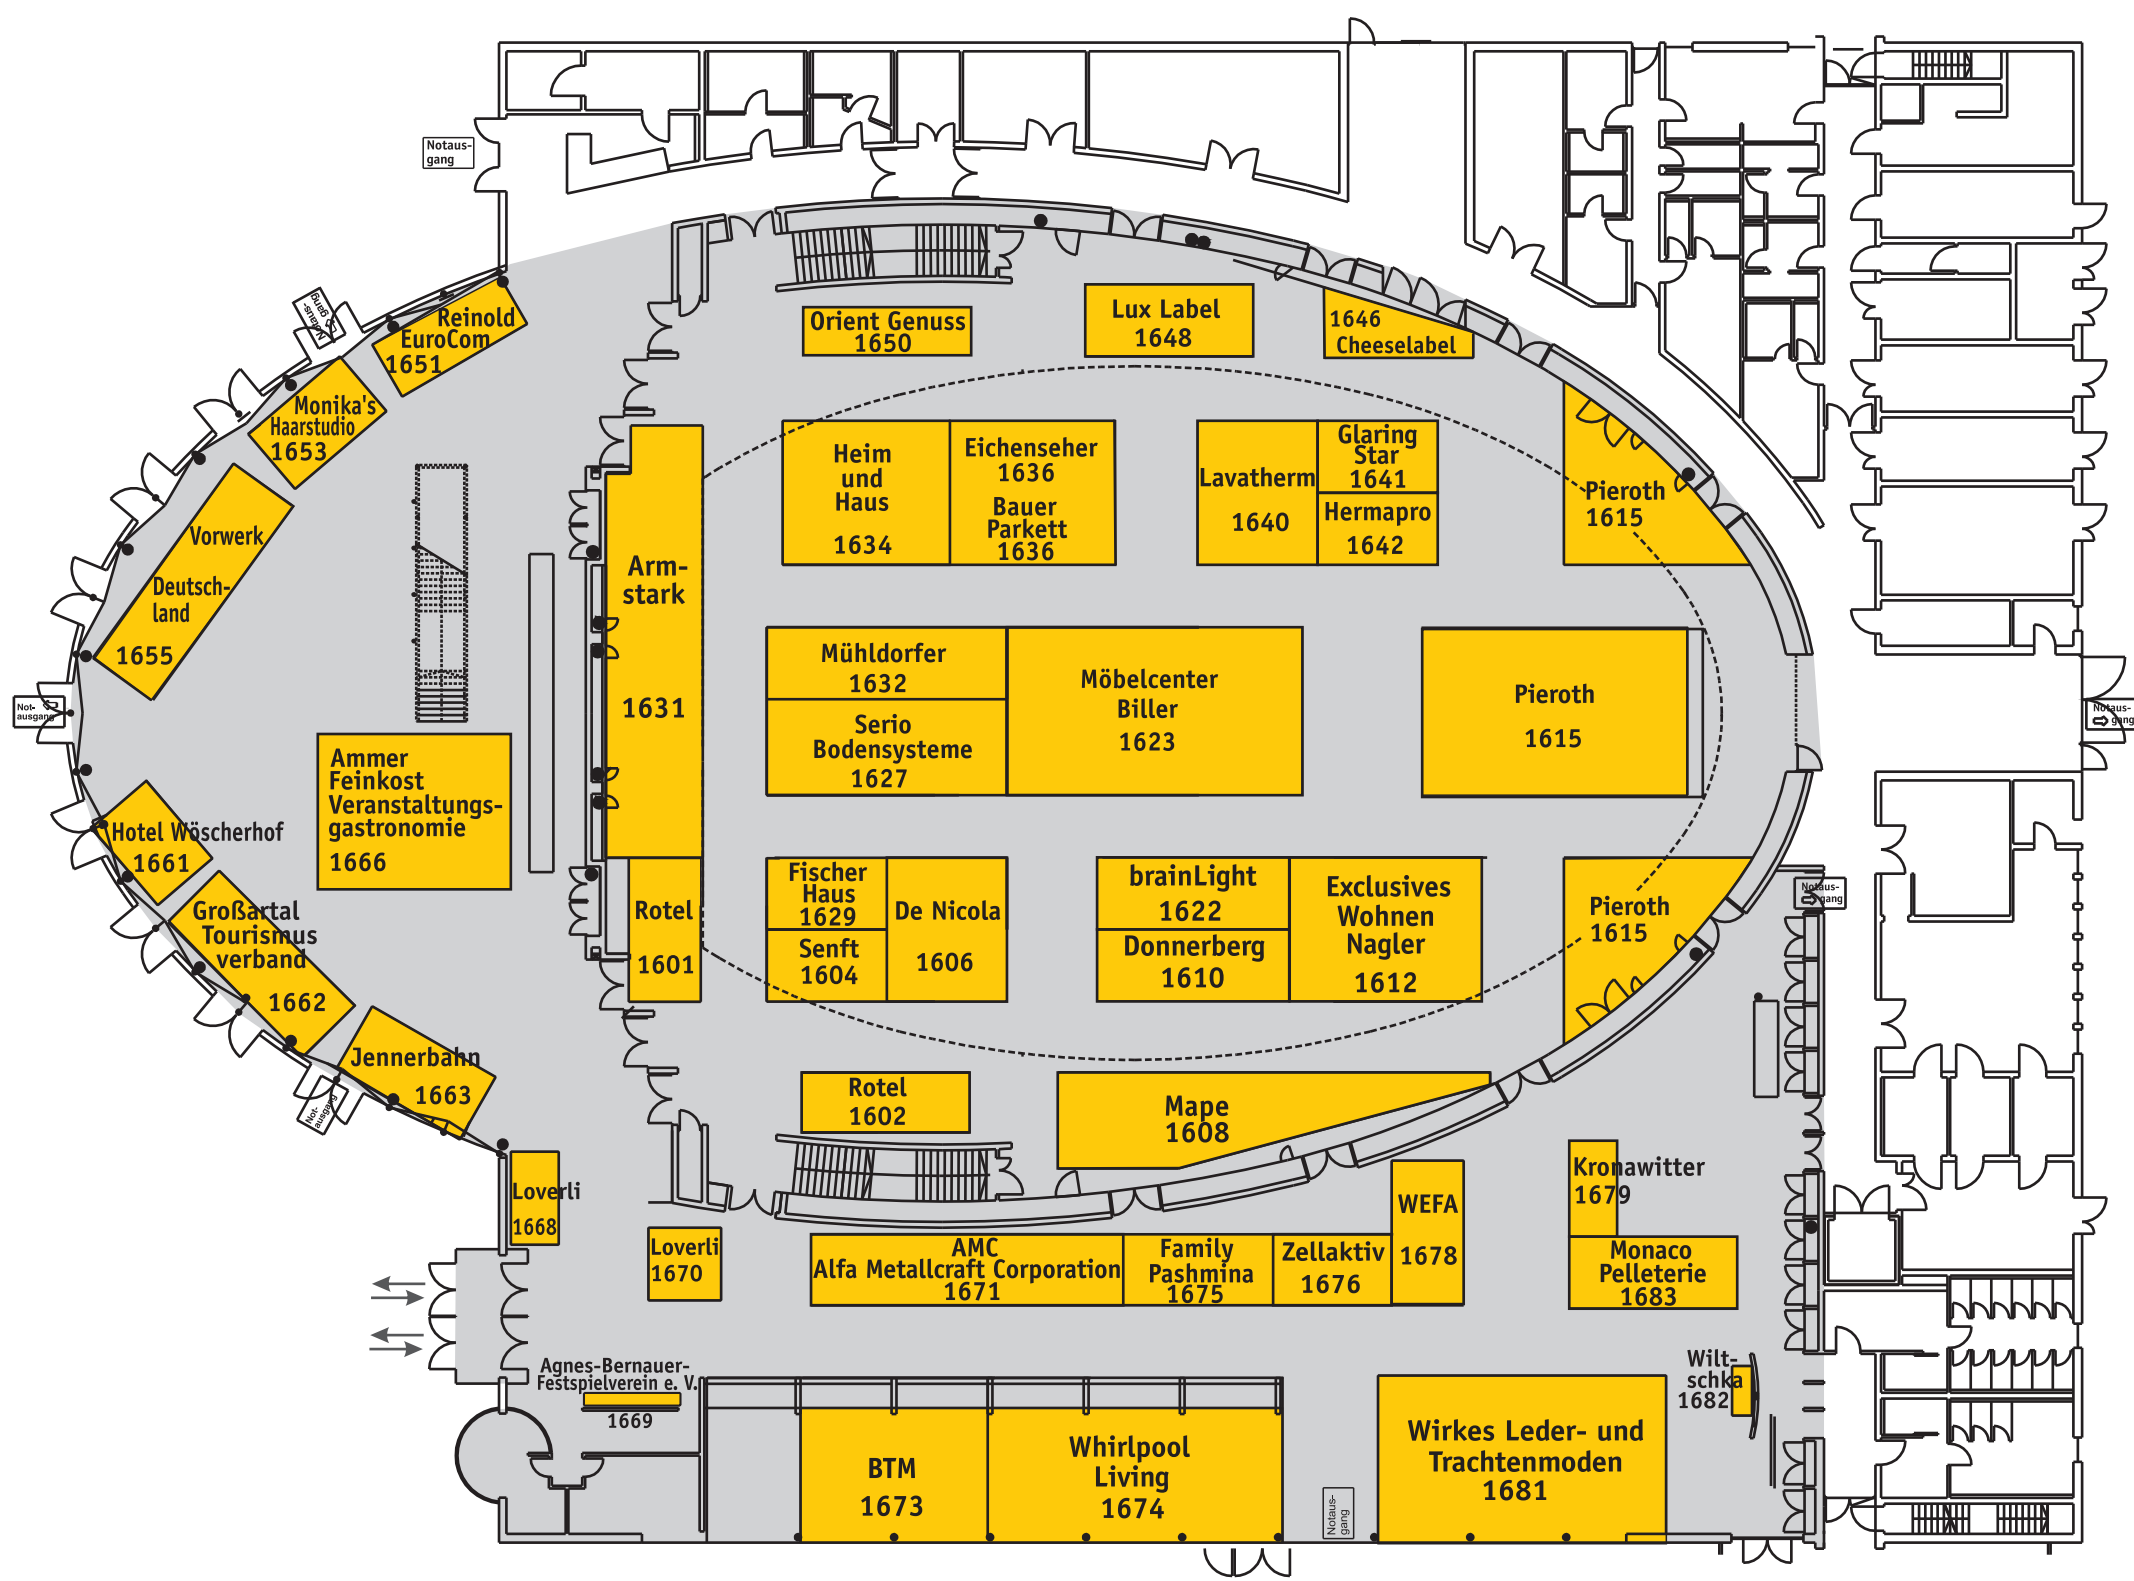 Notaus-
gang
Notaus-
gang
Reinold
EuroCom
1651
Monika's
Haarstudio
1653
Vorwerk
Deutsch-
land
1655
Not-
ausgang
Orient Genuss
1650
Lux Label
1648
1646
Cheeselabel
Heim
und
Haus
1634
Eichenseher
1636
Bauer
Parkett
1636
Lavatherm
1640
Glaring
Star
1641
Hermapro
1642
Pieroth
1615
Arm-
stark
1631
Mühldorfer
1632
Serio
Bodensysteme
1627
Möbelcenter
Biller
1623
Pieroth
1615
Notaus-
gang
Ammer
Feinkost
Veranstaltungs-
gastronomie
1666
Hotel Wöscherhof
1661
Großartal
Tourismus
verband
1662
Jennerbahn
1663
Not-
ausgang
Rotel
1601
Fischer
Haus
1629
Senft
1604
De Nicola
1606
brainLight
1622
Donnerberg
1610
Exclusives
Wohnen
Nagler
1612
Pieroth
1615
Notaus-
gang
Rotel
1602
Mape
1608
Loverli
1668
Loverli
1670
AMC
Alfa Metallcraft Corporation
1671
Family
Pashmina
1675
Zellaktiv
1676
WEFA
1678
Kronawitter
1679
Monaco
Pelleterie
1683
Agnes-Bernauer-
Festspielverein e. V.
1669
BTM
1673
Whirlpool
Living
1674
Notaus-
gang
Wirkes Leder- und
Trachtenmoden
1681
Wilt-
schka
1682